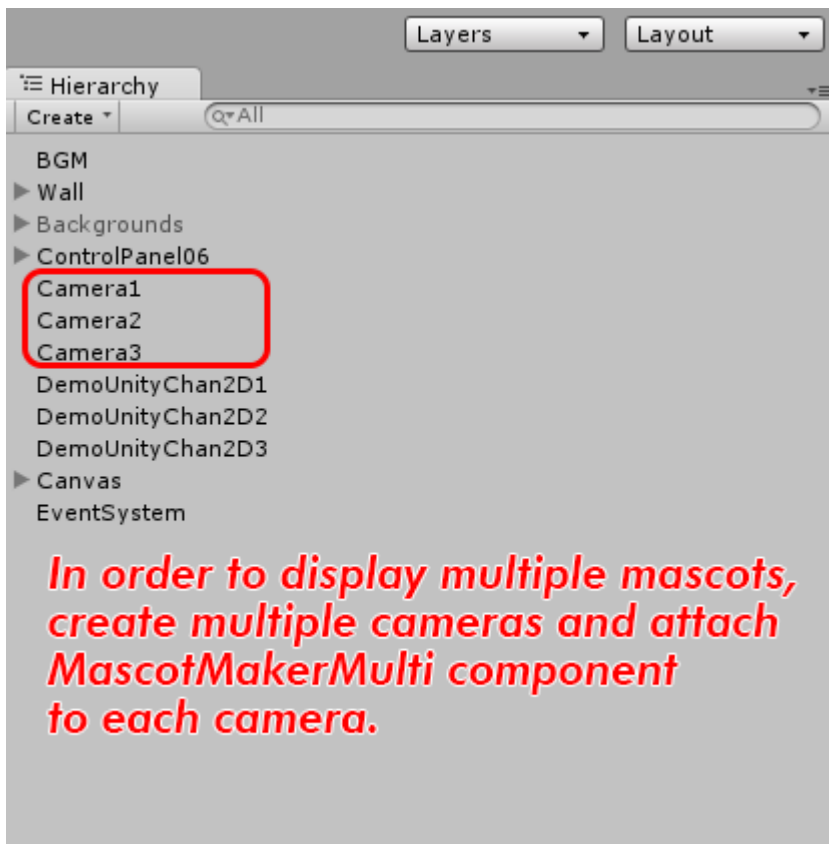 Layers
Layout
Hierarchy
Create
All
BGM
Wall
Backgrounds
ControlPanel06
Camera1
Camera2
Camera3
DemoUnityChan2D1
DemoUnityChan2D2
DemoUnityChan2D3
Canvas
EventSystem
In order to display multiple mascots,
create multiple cameras and attach
MascotMakerMulti component
to each camera.